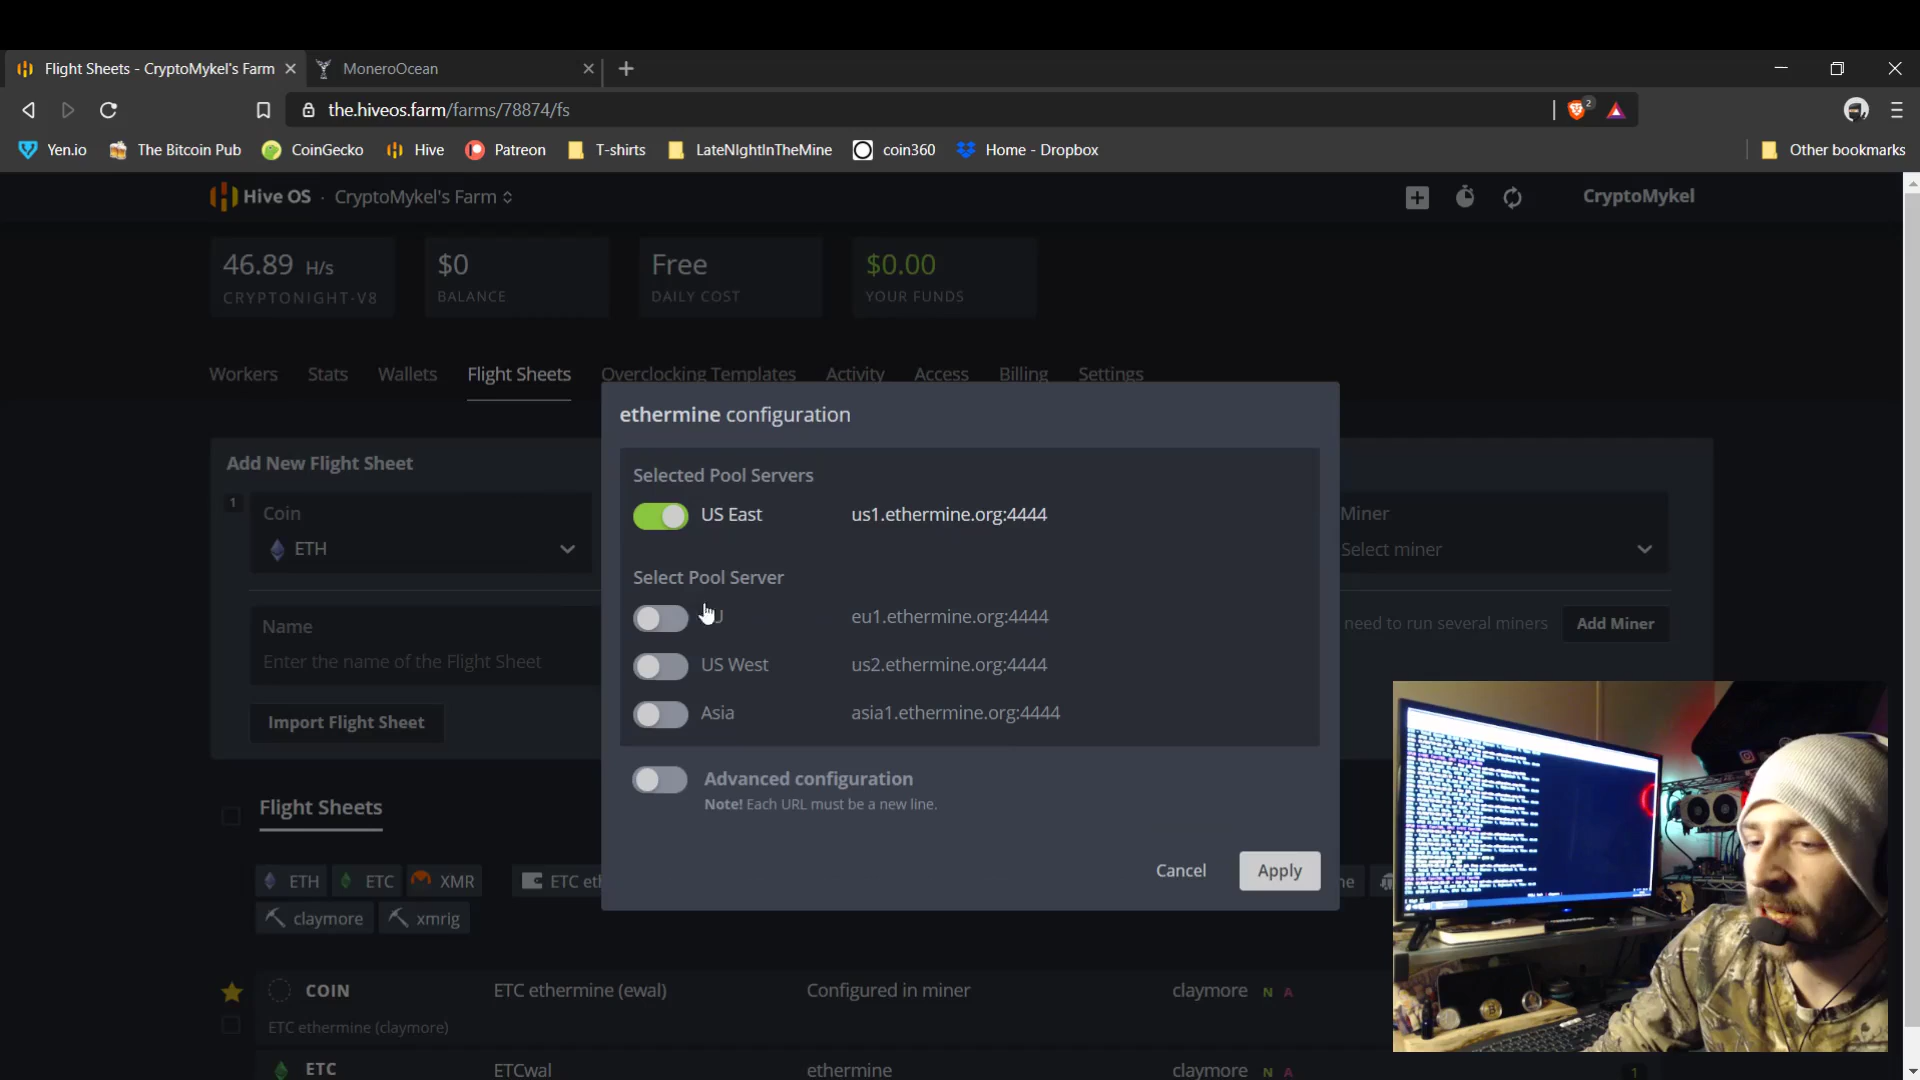 Flight Sheets - CryptoMykel's Farm
MoneroOcean
the.hiveos.farm/farms/78874/fs
2
Yen.io
The Bitcoin Pub
CoinGecko
Hive
Patreon
T-shirts
LateNIghtInTheMine
coin360
Home - Dropbox
Other bookmarks
Hive OS · CryptoMykel's Farm
CryptoMykel
46.89 H/s
CRYPTONIGHT-V8
$0
BALANCE
Free
DAILY COST
$0.00
YOUR FUNDS
Workers
Stats
Wallets
Flight Sheets
Overclocking Templates
Activity
Access
Billing
Settings
ethermine configuration
Selected Pool Servers
US East us1.ethermine.org:4444
Select Pool Server
eu1.ethermine.org:4444
US West us2.ethermine.org:4444
Asia asia1.ethermine.org:4444
Advanced configuration
Note! Each URL must be a new line.
Cancel
Apply
Add New Flight Sheet
1
Coin
ETH
Miner
Select miner
Name
Enter the name of the Flight Sheet
need to run several miners
Add Miner
Import Flight Sheet
Flight Sheets
ETH
ETC
XMR
ETC
claymore
xmrig
COIN ETC ethermine (ewal) Configured in miner claymore N A
ETC ethermine (claymore)
ETC ETCwal ethermine claymore N A 1